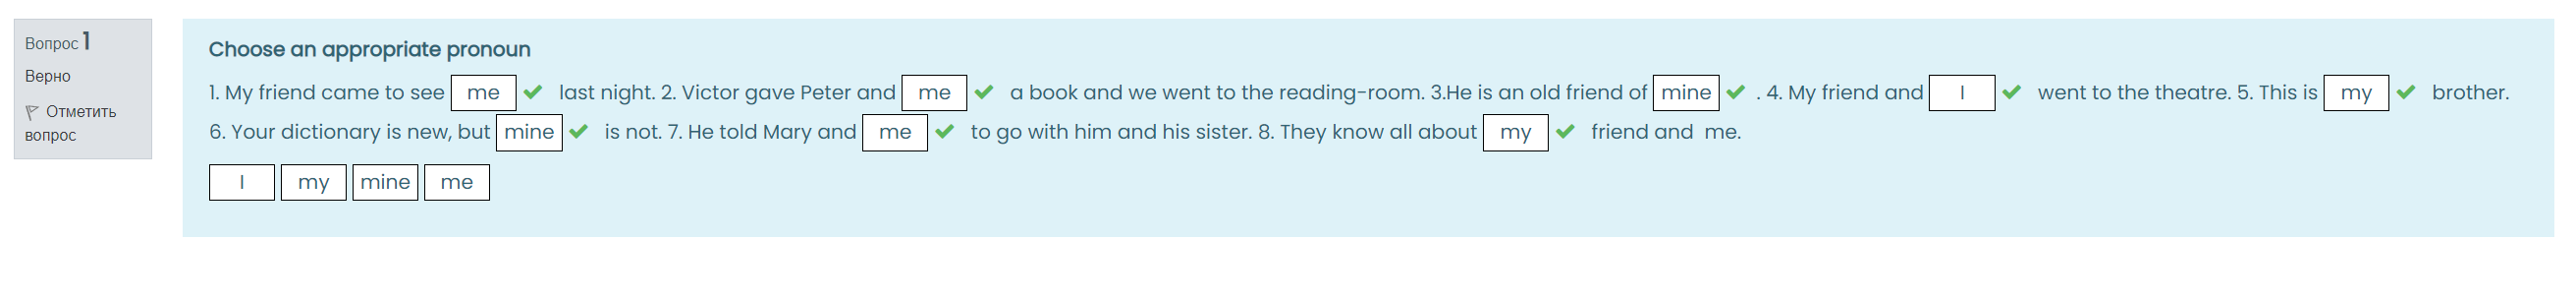 Вопрос 1
Верно
Отметить
вопрос
Choose an appropriate pronoun
1. My friend came to see me last night. 2. Victor gave Peter and me a book and we went to the reading-room. 3.He is an old friend of mine . 4. My friend and I went to the theatre. 5. This is my brother.
6. Your dictionary is new, but mine is not. 7. He told Mary and me to go with him and his sister. 8. They know all about my friend and me.
I my mine me